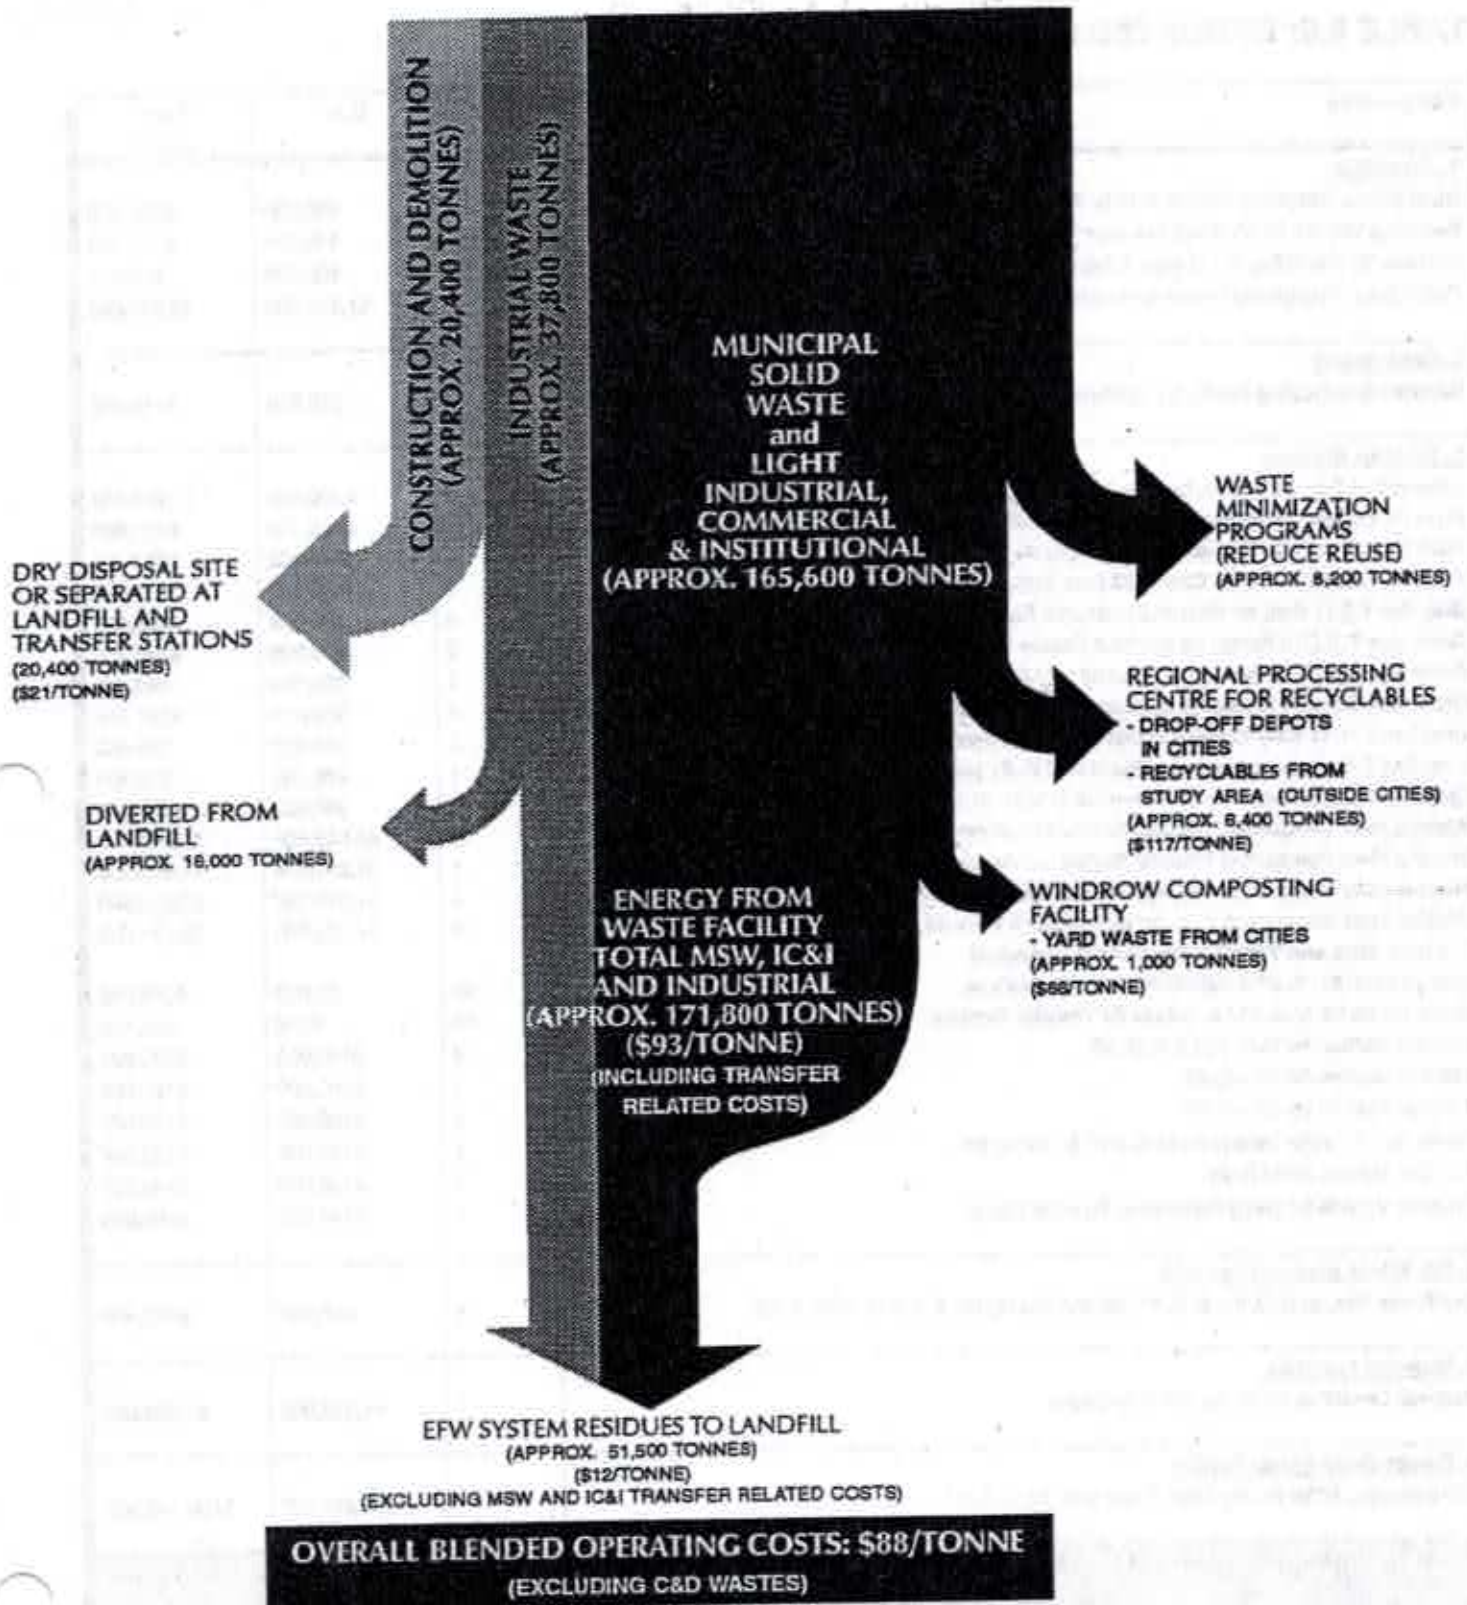 CONSTRUCTION AND DEMOLITION
(APPROX. 20,400 TONNES)
INDUSTRIAL WASTE
(APPROX. 37,800 TONNES)
MUNICIPAL
SOLID
WASTE
and
LIGHT
INDUSTRIAL,
COMMERCIAL
& INSTITUTIONAL
(APPROX. 165,600 TONNES)
WASTE
MINIMIZATION
PROGRAMS
(REDUCE REUSE)
(APPROX. 8,200 TONNES)
DRY DISPOSAL SITE
OR SEPARATED AT
LANDFILL AND
TRANSFER STATIONS
(20,400 TONNES)
($21/TONNE)
REGIONAL PROCESSING
CENTRE FOR RECYCLABLES
- DROP-OFF DEPOTS
IN CITIES
- RECYCLABLES FROM
STUDY AREA (OUTSIDE CITIES)
(APPROX. 6,400 TONNES)
($117/TONNE)
DIVERTED FROM
LANDFILL
(APPROX. 16,000 TONNES)
WINDROW COMPOSTING
FACILITY
- YARD WASTE FROM CITIES
(APPROX. 1,000 TONNES)
ENERGY FROM
WASTE FACILITY
TOTAL MSW, IC&I
AND INDUSTRIAL
(APPROX. 171,800 TONNES)
($93/TONNE)
(INCLUDING TRANSFER
RELATED COSTS)
EFW SYSTEM RESIDUES TO LANDFILL
(APPROX. 51,500 TONNES)
($12/TONNE)
(EXCLUDING MSW AND IC&I TRANSFER RELATED COSTS)
OVERALL BLENDED OPERATING COSTS: $88/TONNE
(EXCLUDING C&D WASTES)